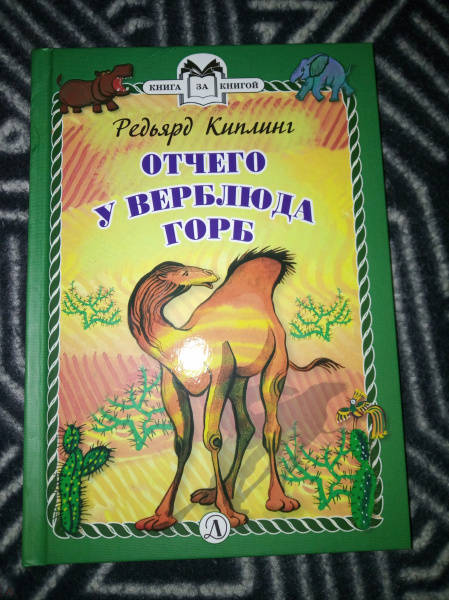 КНИГА ЗА КНИГОЙ
Редьярд Киплинг
ОТЧЕГО
У ВЕРБЛЮДА
ГОРБ
Д